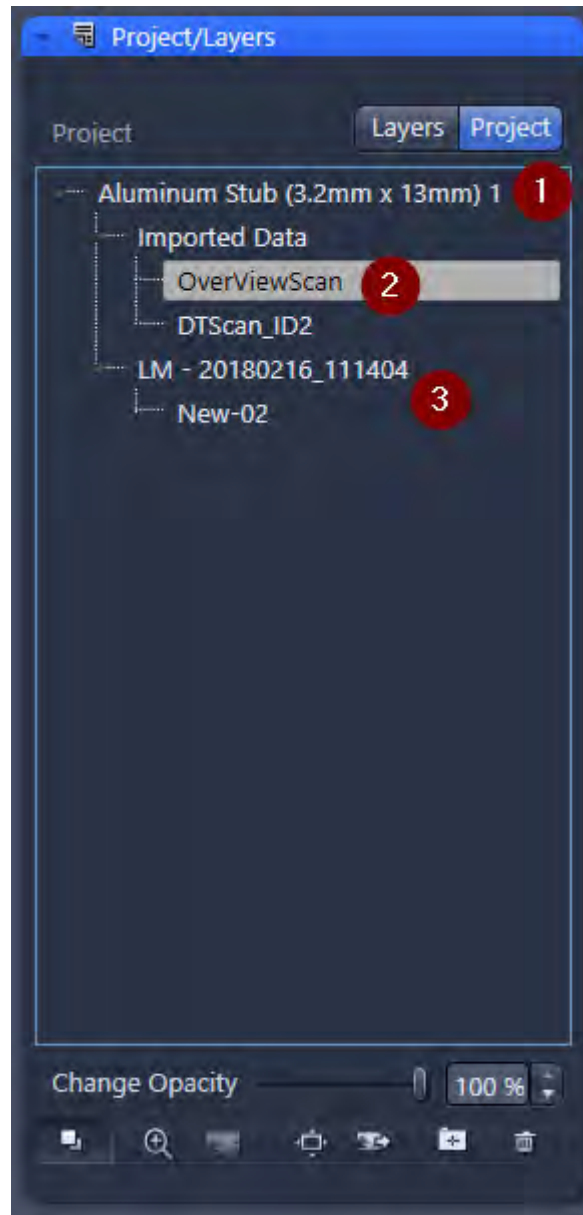 Project/Layers
Project Layers Project
Aluminum Stub (3.2mm x 13mm) 1 1
Imported Data
OverViewScan 2
DTScan_ID2
LM - 20180216_111404
3
New-02
Change Opacity 100 %